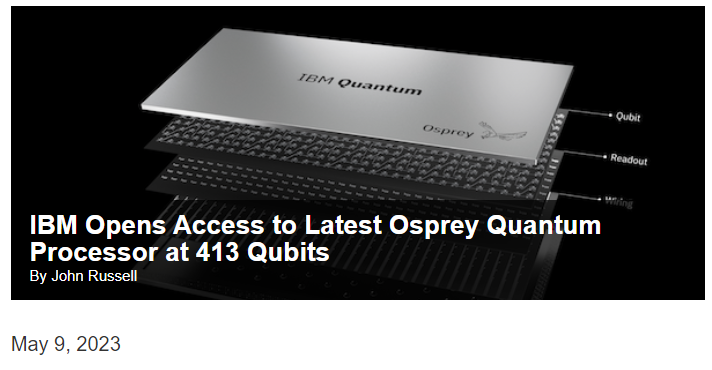 IBM Quantum
Osprey
Qubit
Readout
Wiring
IBM Opens Access to Latest Osprey Quantum
Processor at 413 Qubits
By John Russell
May 9, 2023